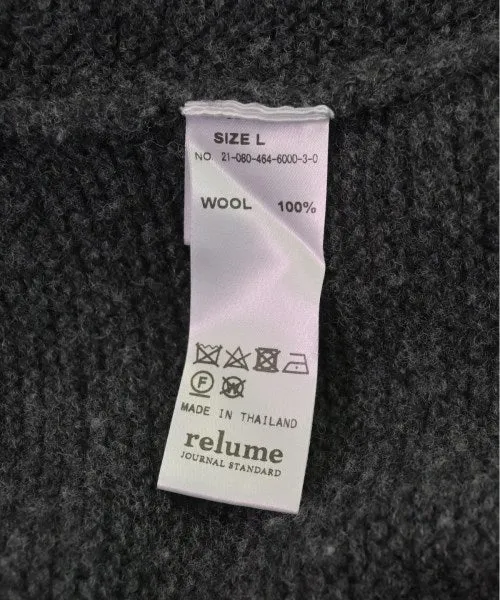 SIZE L
NO. 21-080-464-6000-3-0
WOOL 100%
F W
MADE IN THAILAND
relume
JOURNAL STANDARD